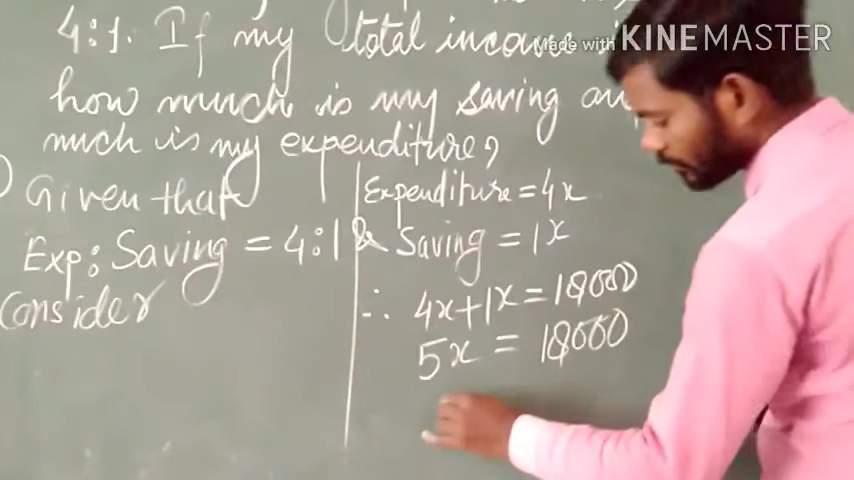 4:1. If my total income
Made with KINEMASTER
how much is my saving
much is my expenditure,
Given that
Exp: Saving = 4:1 &
Consider
Expenditure = 4x
Saving = 1x
∴ 4x+1x = 18000
5x = 18000